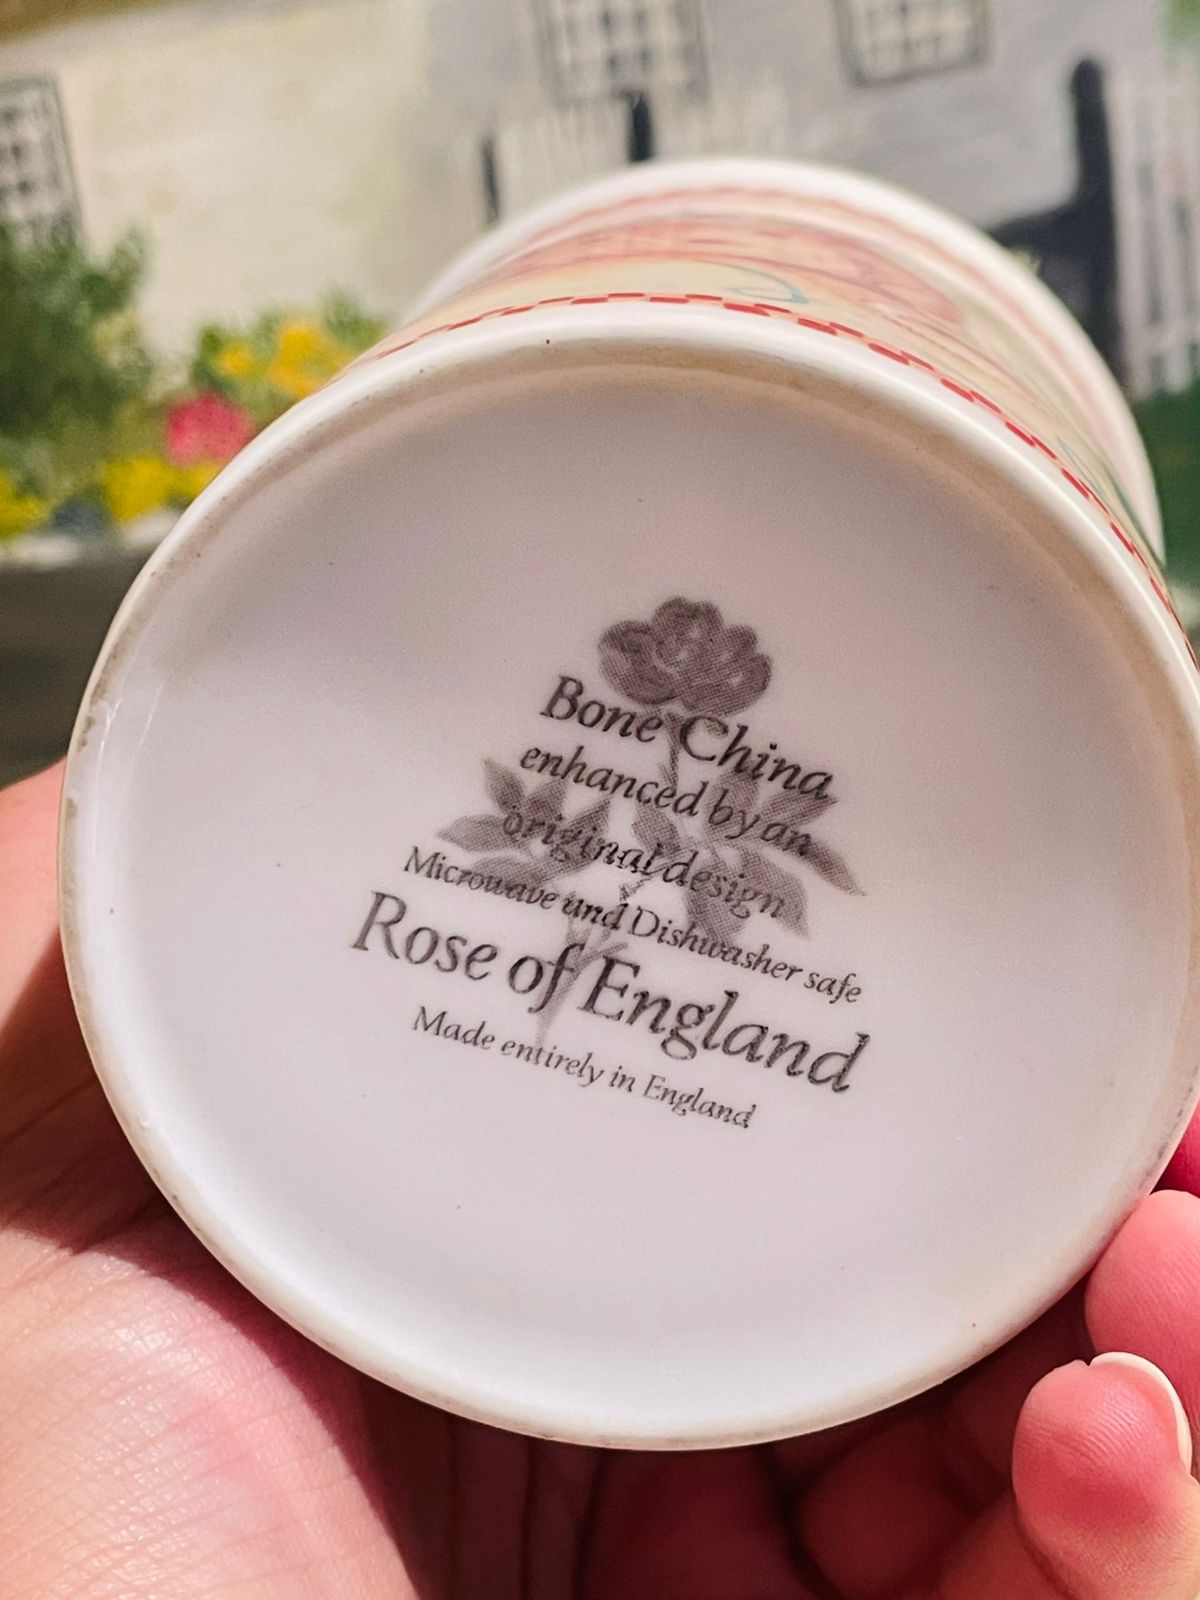 Bone China
enhanced by an
original design
Microwave and Dishwasher safe
Rose of England
Made entirely in England